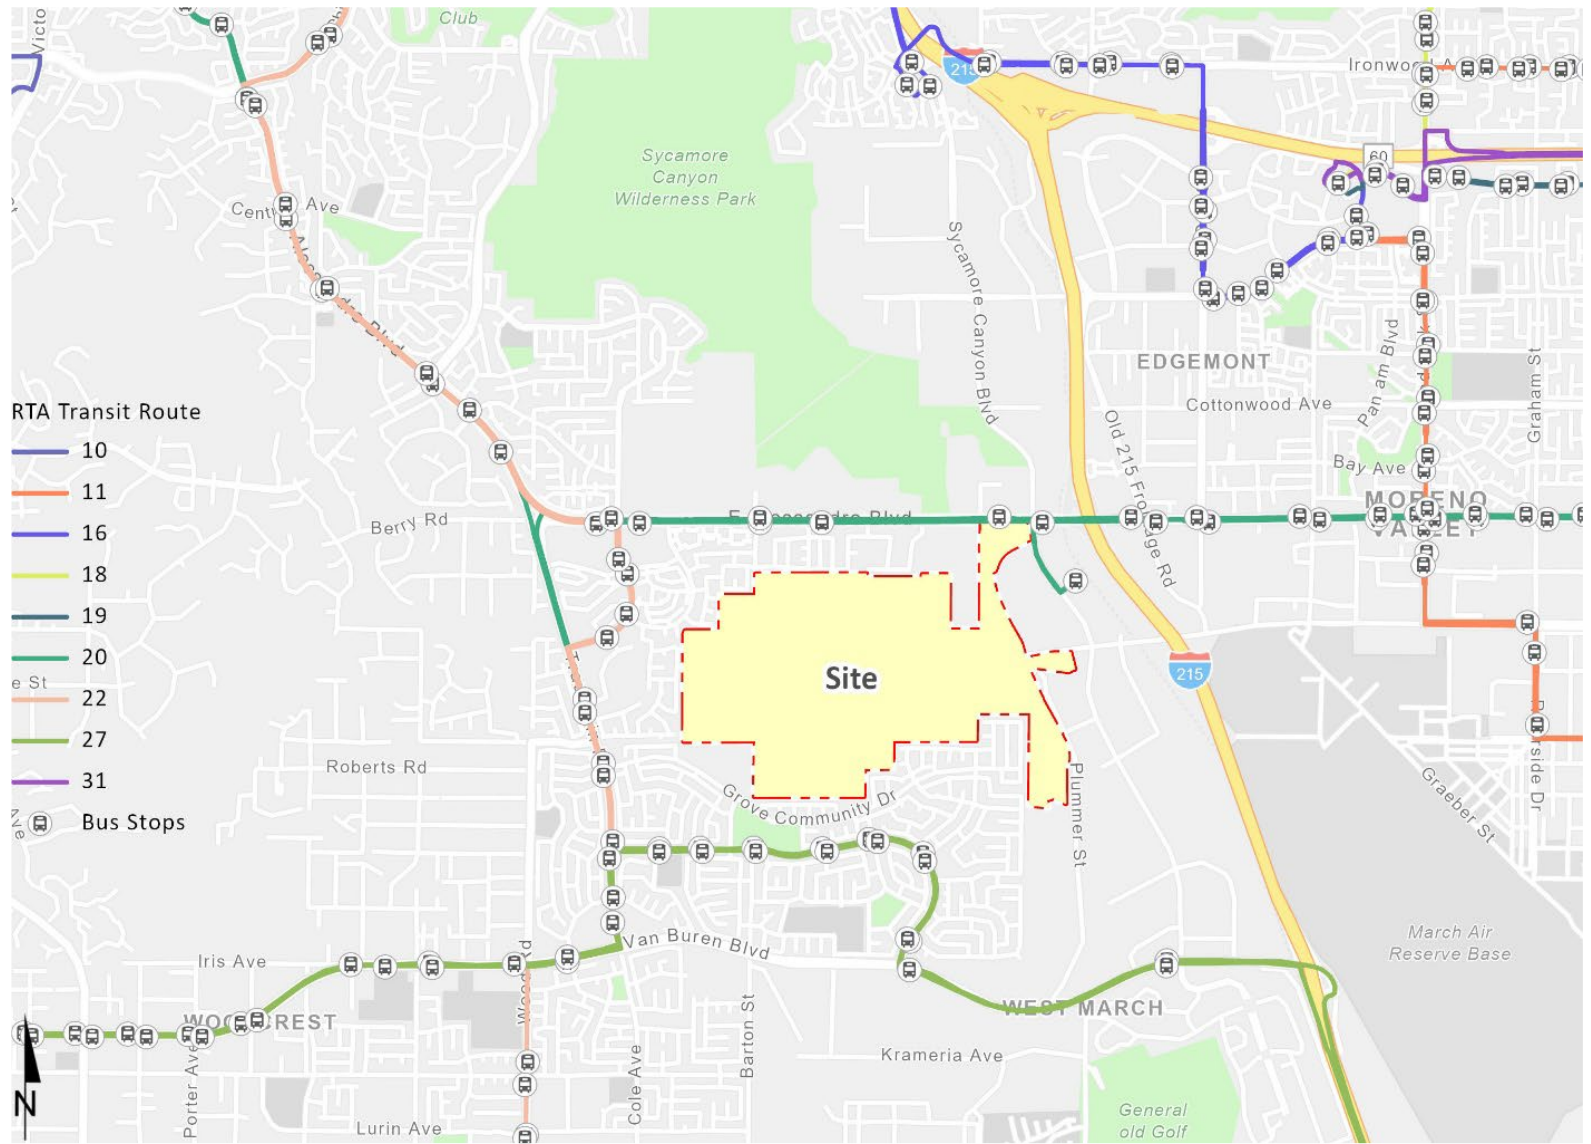 Victo
Club
215
Ironwood A
60
Sycamore
Canyon
Wilderness Park
Central Ave
Sycamore Canyon Blvd
EDGEMONT
Pan am Blvd
Graham St
Cottonwood Ave
Old 215 Frontage Rd
Bay Ave
MORENO
VALLEY
Berry Rd
E Alessandro Blvd
RTA Transit Route
10
11
16
18
19
20
22
27
31
Bus Stops
e St
Site
215
Roberts Rd
Grove Community Dr
Plummer St
Graeber St
Ave
Iris Ave
Van Buren Blvd
March Air
Reserve Base
WEST MARCH
Barton St
Krameria Ave
Cole Ave
Porter Ave
Lurin Ave
General
old Golf
N